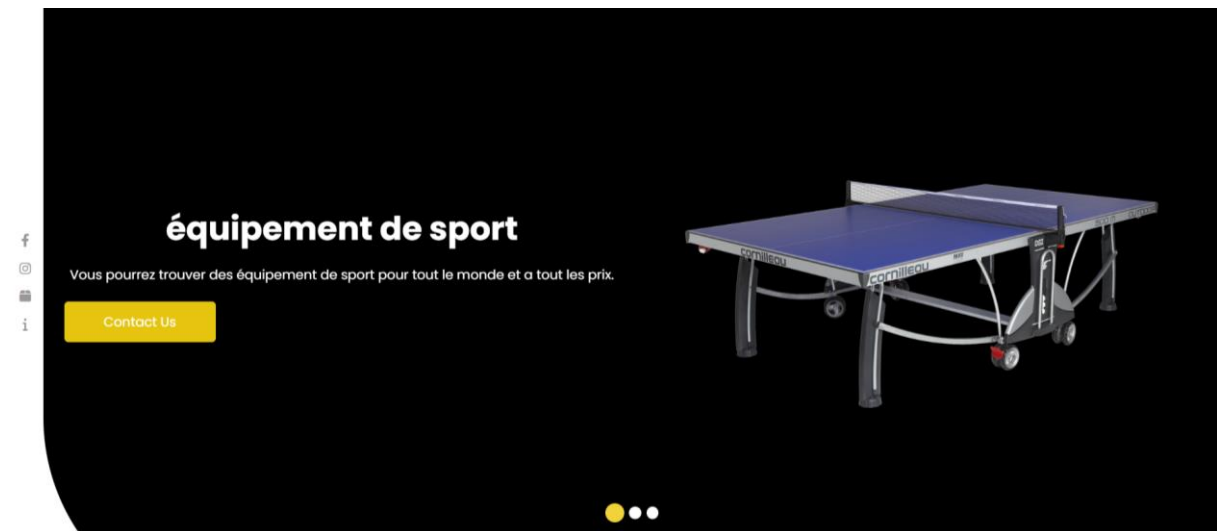 équipement de sport
Vous pourrez trouver des équipement de sport pour tout le monde et a tout les prix.
Contact Us
cornilleau
cornilleau